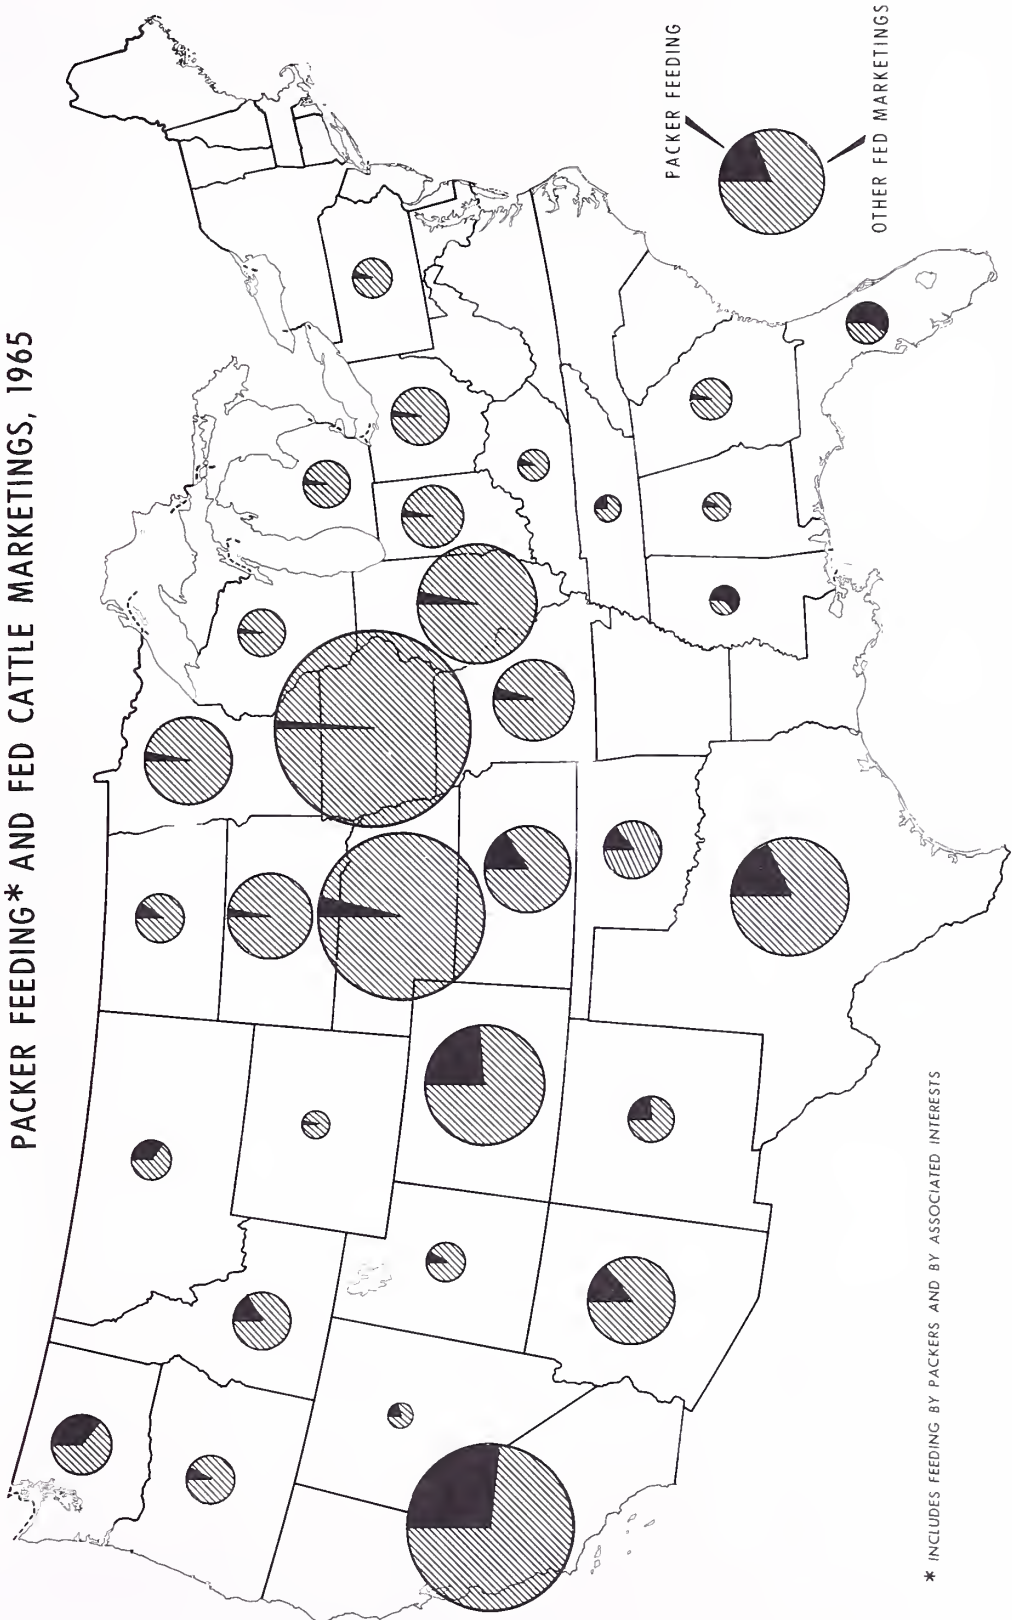 PACKER FEEDING* AND FED CATTLE MARKETINGS, 1965
PACKER FEEDING
OTHER FED MARKETINGS
* INCLUDES FEEDING BY PACKERS AND BY ASSOCIATED INTERESTS